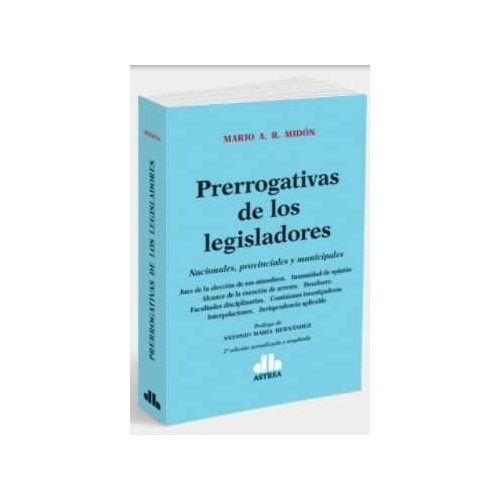 MIDÓN
PRERROGATIVAS DE LOS LEGISLADORES
MARIO A. R. MIDÓN
Prerrogativas
de los
legisladores
Nacionales, provinciales y municipales
Juez de la elección de sus miembros. Inmunidad de opinión
Alcance de la exención de arresto. Desafuero
Facultades disciplinarias. Comisiones investigadoras
Interpelaciones. Jurisprudencia aplicable
Prólogo de
ANTONIO MARÍA HERNÁNDEZ
2ª edición actualizada y ampliada
ASTREA